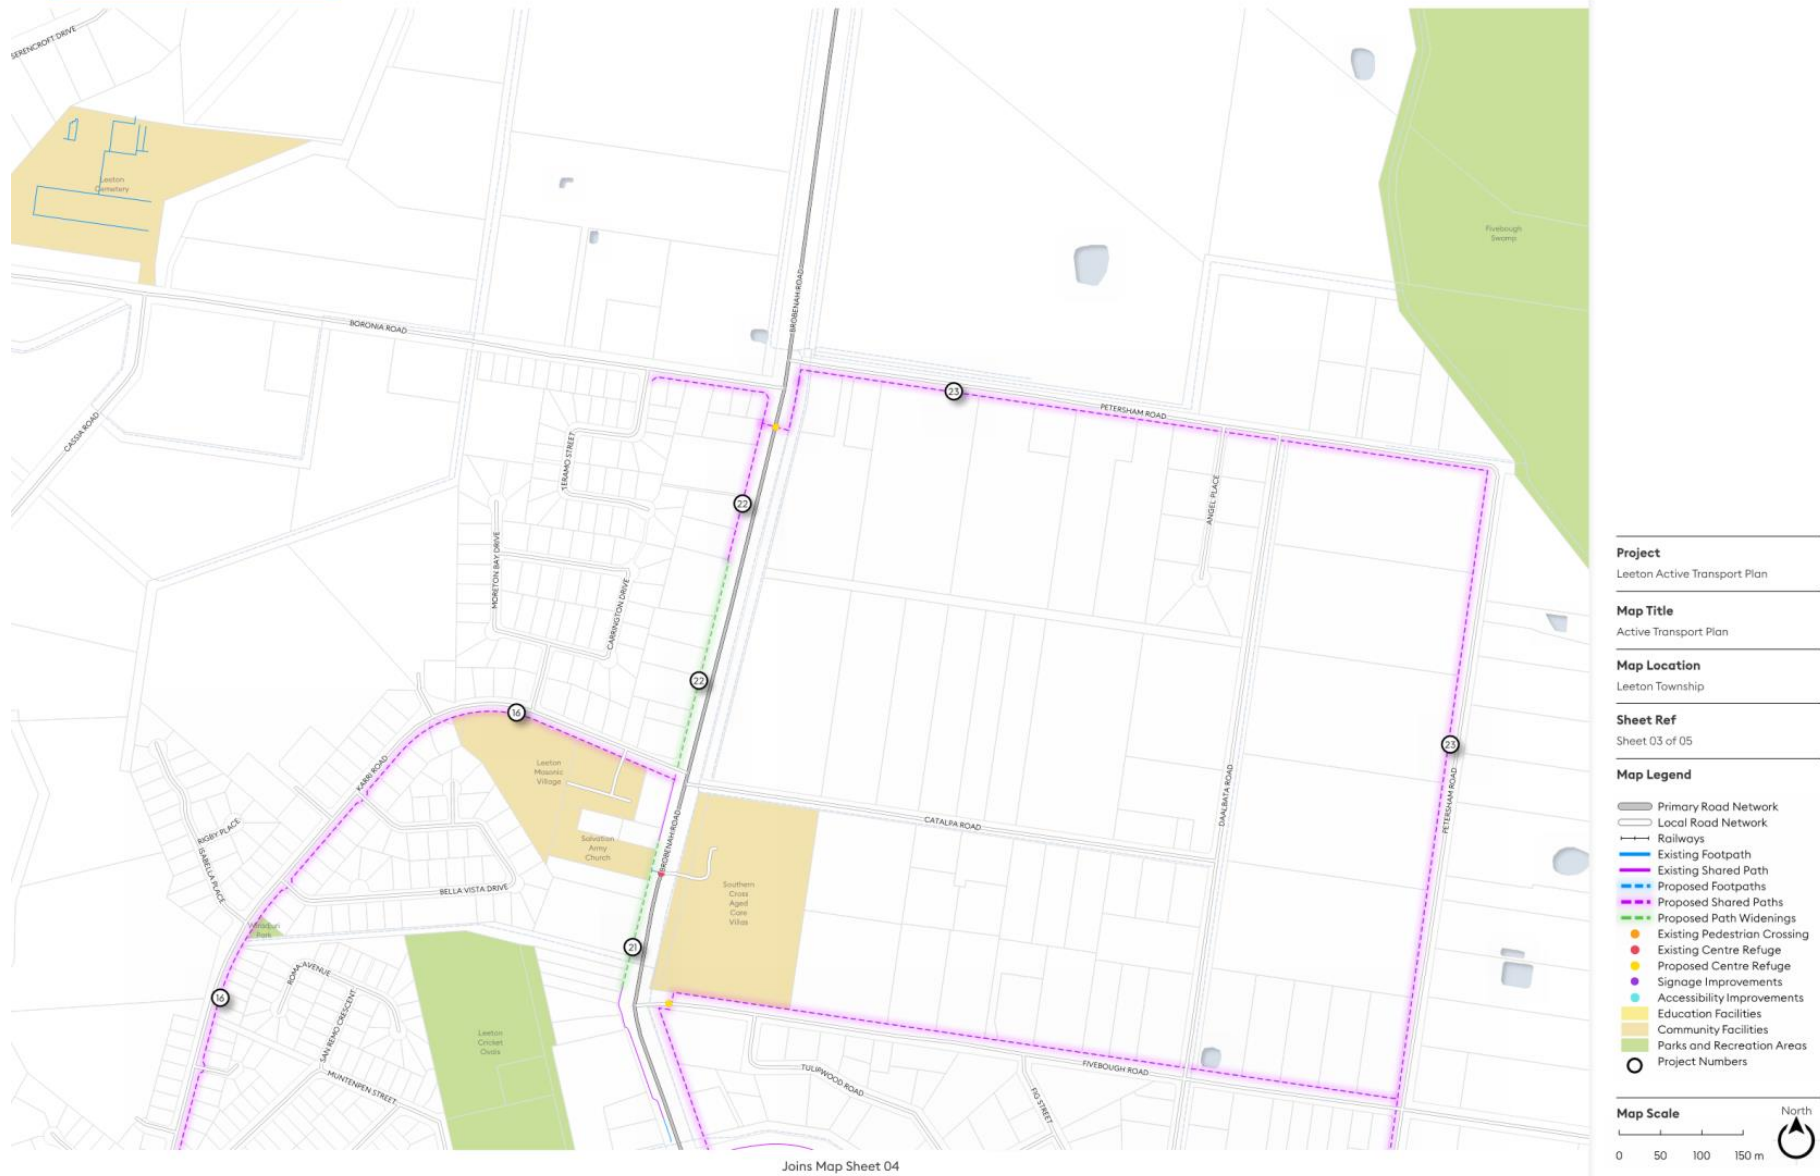 SERENCROFT DRIVE
Leeton
Cemetery
Fivebough
Swamp
BROBENAH ROAD
BORONIA ROAD
CASSIA ROAD
23
PETERSHAM ROAD
TERAMO STREET
22
ANGEL PLACE
MORETON BAY DRIVE
CARRINGTON DRIVE
22
16
KARRI ROAD
Leeton
Masonic
Village
23
PETERSHAM ROAD
DAALBATA ROAD
RIGBY PLACE
ISABELLA PLACE
BROBENAH ROAD
CATALPA ROAD
Salvation
Army
Church
BELLA VISTA DRIVE
Southern
Cross
Aged
Care
Villas
Park
21
ROMA AVENUE
16
SAN REMO CRESCENT
Leeton
Cricket
Ovals
MUNTENPEN STREET
TULIPWOOD ROAD
FIVEBOUGH ROAD
FIG STREET
Joins Map Sheet 04
Project
Leeton Active Transport Plan
Map Title
Active Transport Plan
Map Location
Leeton Township
Sheet Ref
Sheet 03 of 05
Map Legend
Primary Road Network
Local Road Network
Railways
Existing Footpath
Existing Shared Path
Proposed Footpaths
Proposed Shared Paths
Proposed Path Widenings
Existing Pedestrian Crossing
Existing Centre Refuge
Proposed Centre Refuge
Signage Improvements
Accessibility Improvements
Education Facilities
Community Facilities
Parks and Recreation Areas
Project Numbers
Map Scale
North
0 50 100 150 m